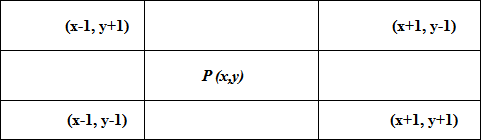 (x-1, y+1) (x+1, y-1)
P (x,y)
(x-1, y-1) (x+1, y+1)